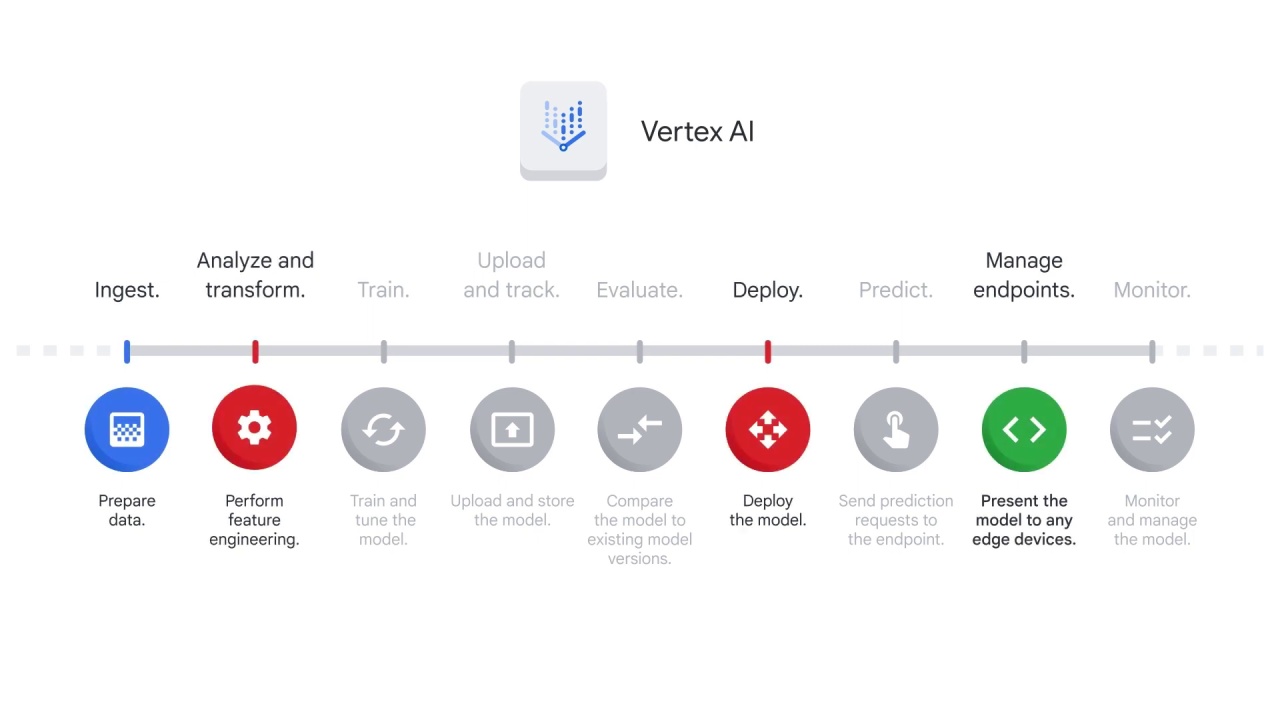 Vertex AI
Ingest.
Analyze and
transform.
Train.
Upload
and track.
Evaluate.
Deploy.
Predict.
Manage
endpoints.
Monitor.
Prepare
data.
Perform
feature
engineering.
Train and
tune the
model.
Upload and store
the model.
Compare
the model to
existing model
versions.
Deploy
the model.
Send prediction
requests to
the endpoint.
Present the
model to any
edge devices.
Monitor
and manage
the model.